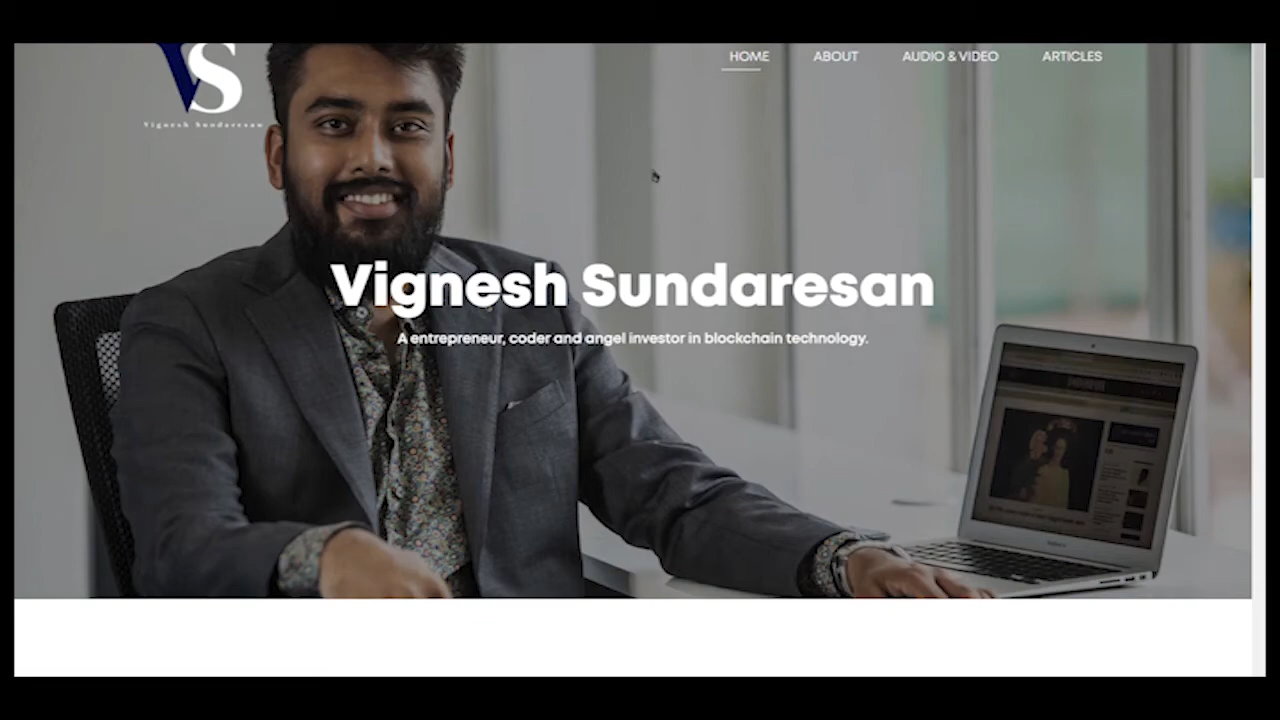 VS
Vignesh Sundaresan
HOME ABOUT AUDIO & VIDEO ARTICLES
Vignesh Sundaresan
A entrepreneur, coder and angel investor in blockchain technology.